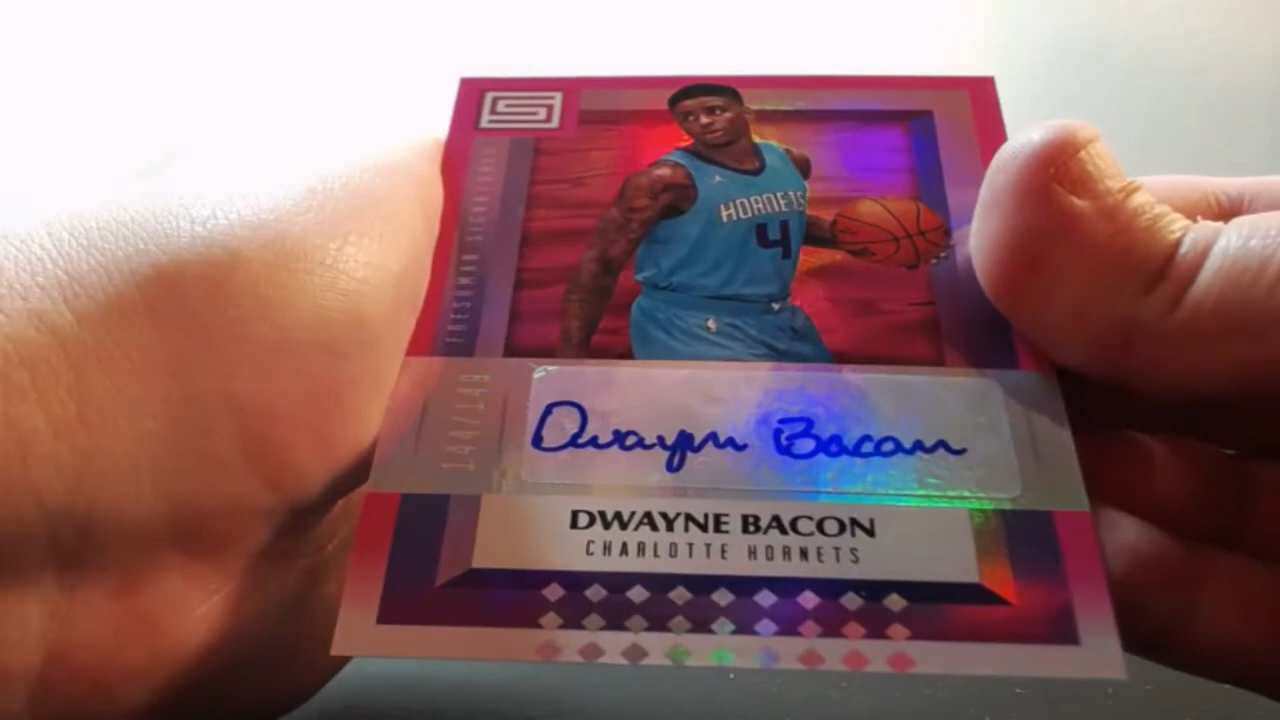 HORNETS
4
FRESHMAN SIGNATURES
144/149
Dwayne Bacon
DWAYNE BACON
CHARLOTTE HORNETS